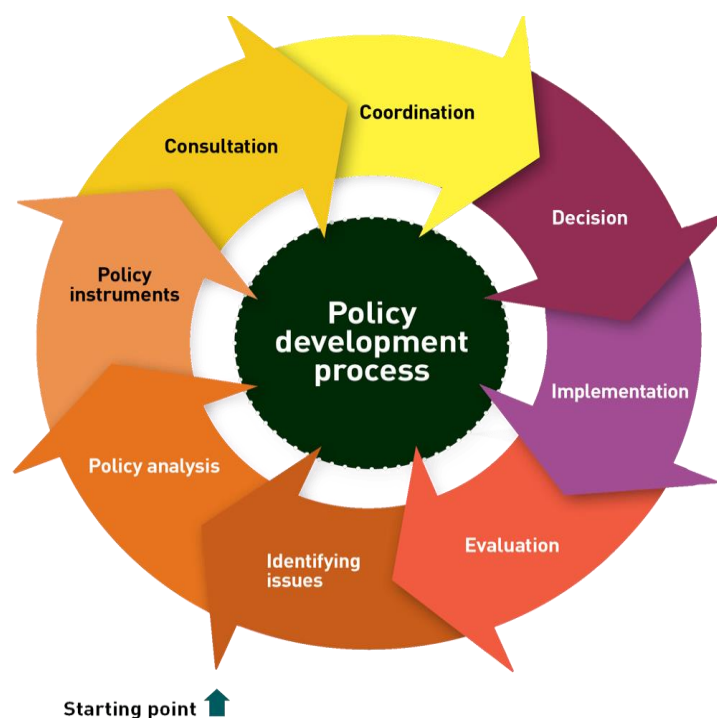 Coordination
Consultation
Decision
Policy
instruments
Policy
development
process
Implementation
Policy analysis
Evaluation
Identifying
issues
Starting point